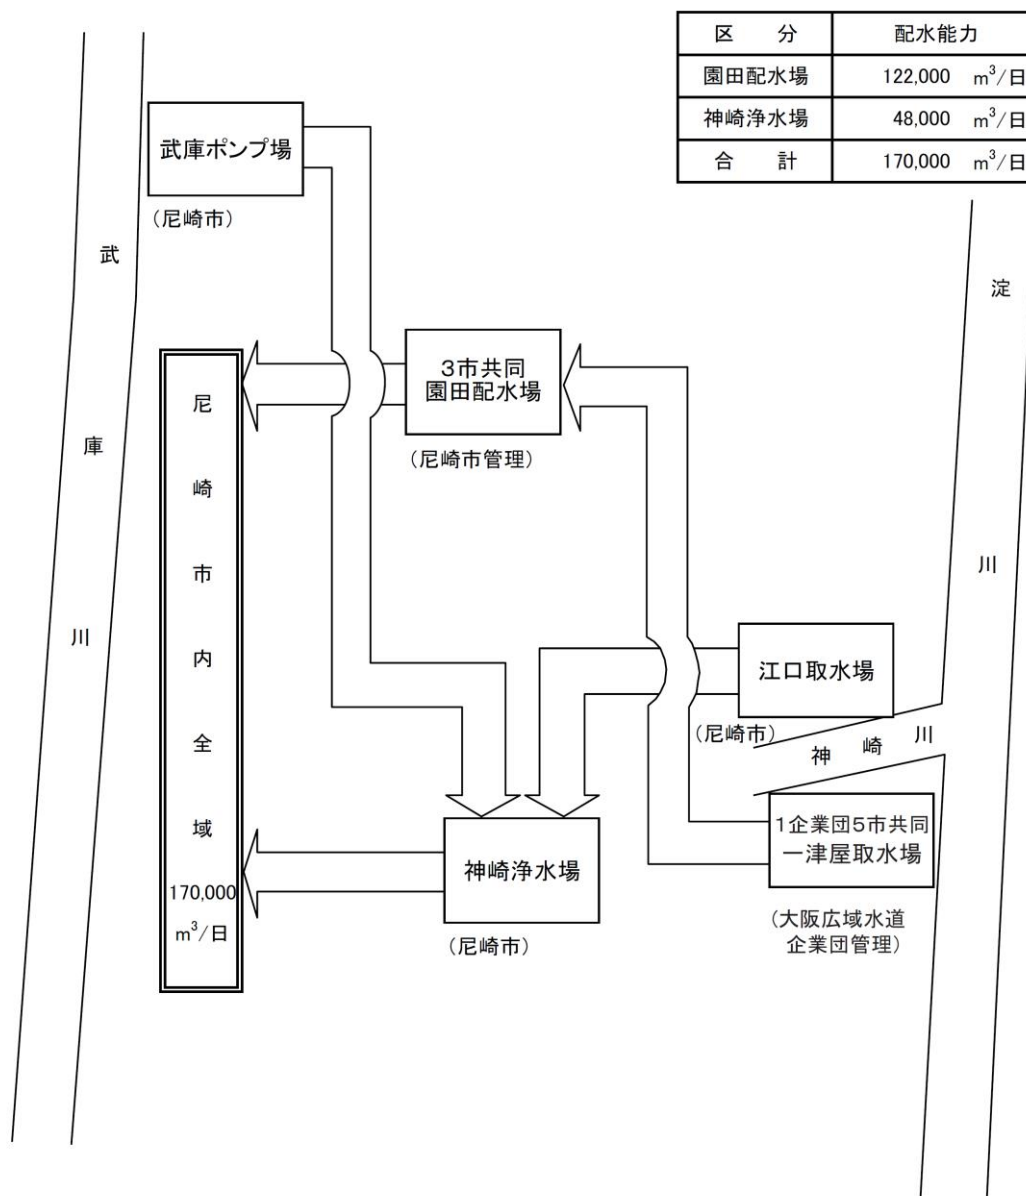 区 分 配水能力
園田配水場 122,000 m³/日
神崎浄水場 48,000 m³/日
合 計 170,000 m³/日
武庫ポンプ場
（尼崎市）
武庫川
淀川
3市共同
園田配水場
（尼崎市管理）
尼崎市内全域
170,000
m³/日
江口取水場
（尼崎市）
神崎川
1企業団5市共同
一津屋取水場
（大阪広域水道
企業団管理）
神崎浄水場
（尼崎市）